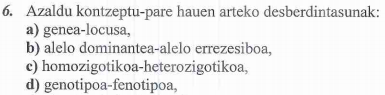 6. Azaldu kontzeptu-pare hauen arteko desberdintasunak:
a) genea-locusa,
b) alelo dominantea-alelo errezesiboa,
c) homozigotikoa-heterozigotikoa,
d) genotipoa-fenotipoa,